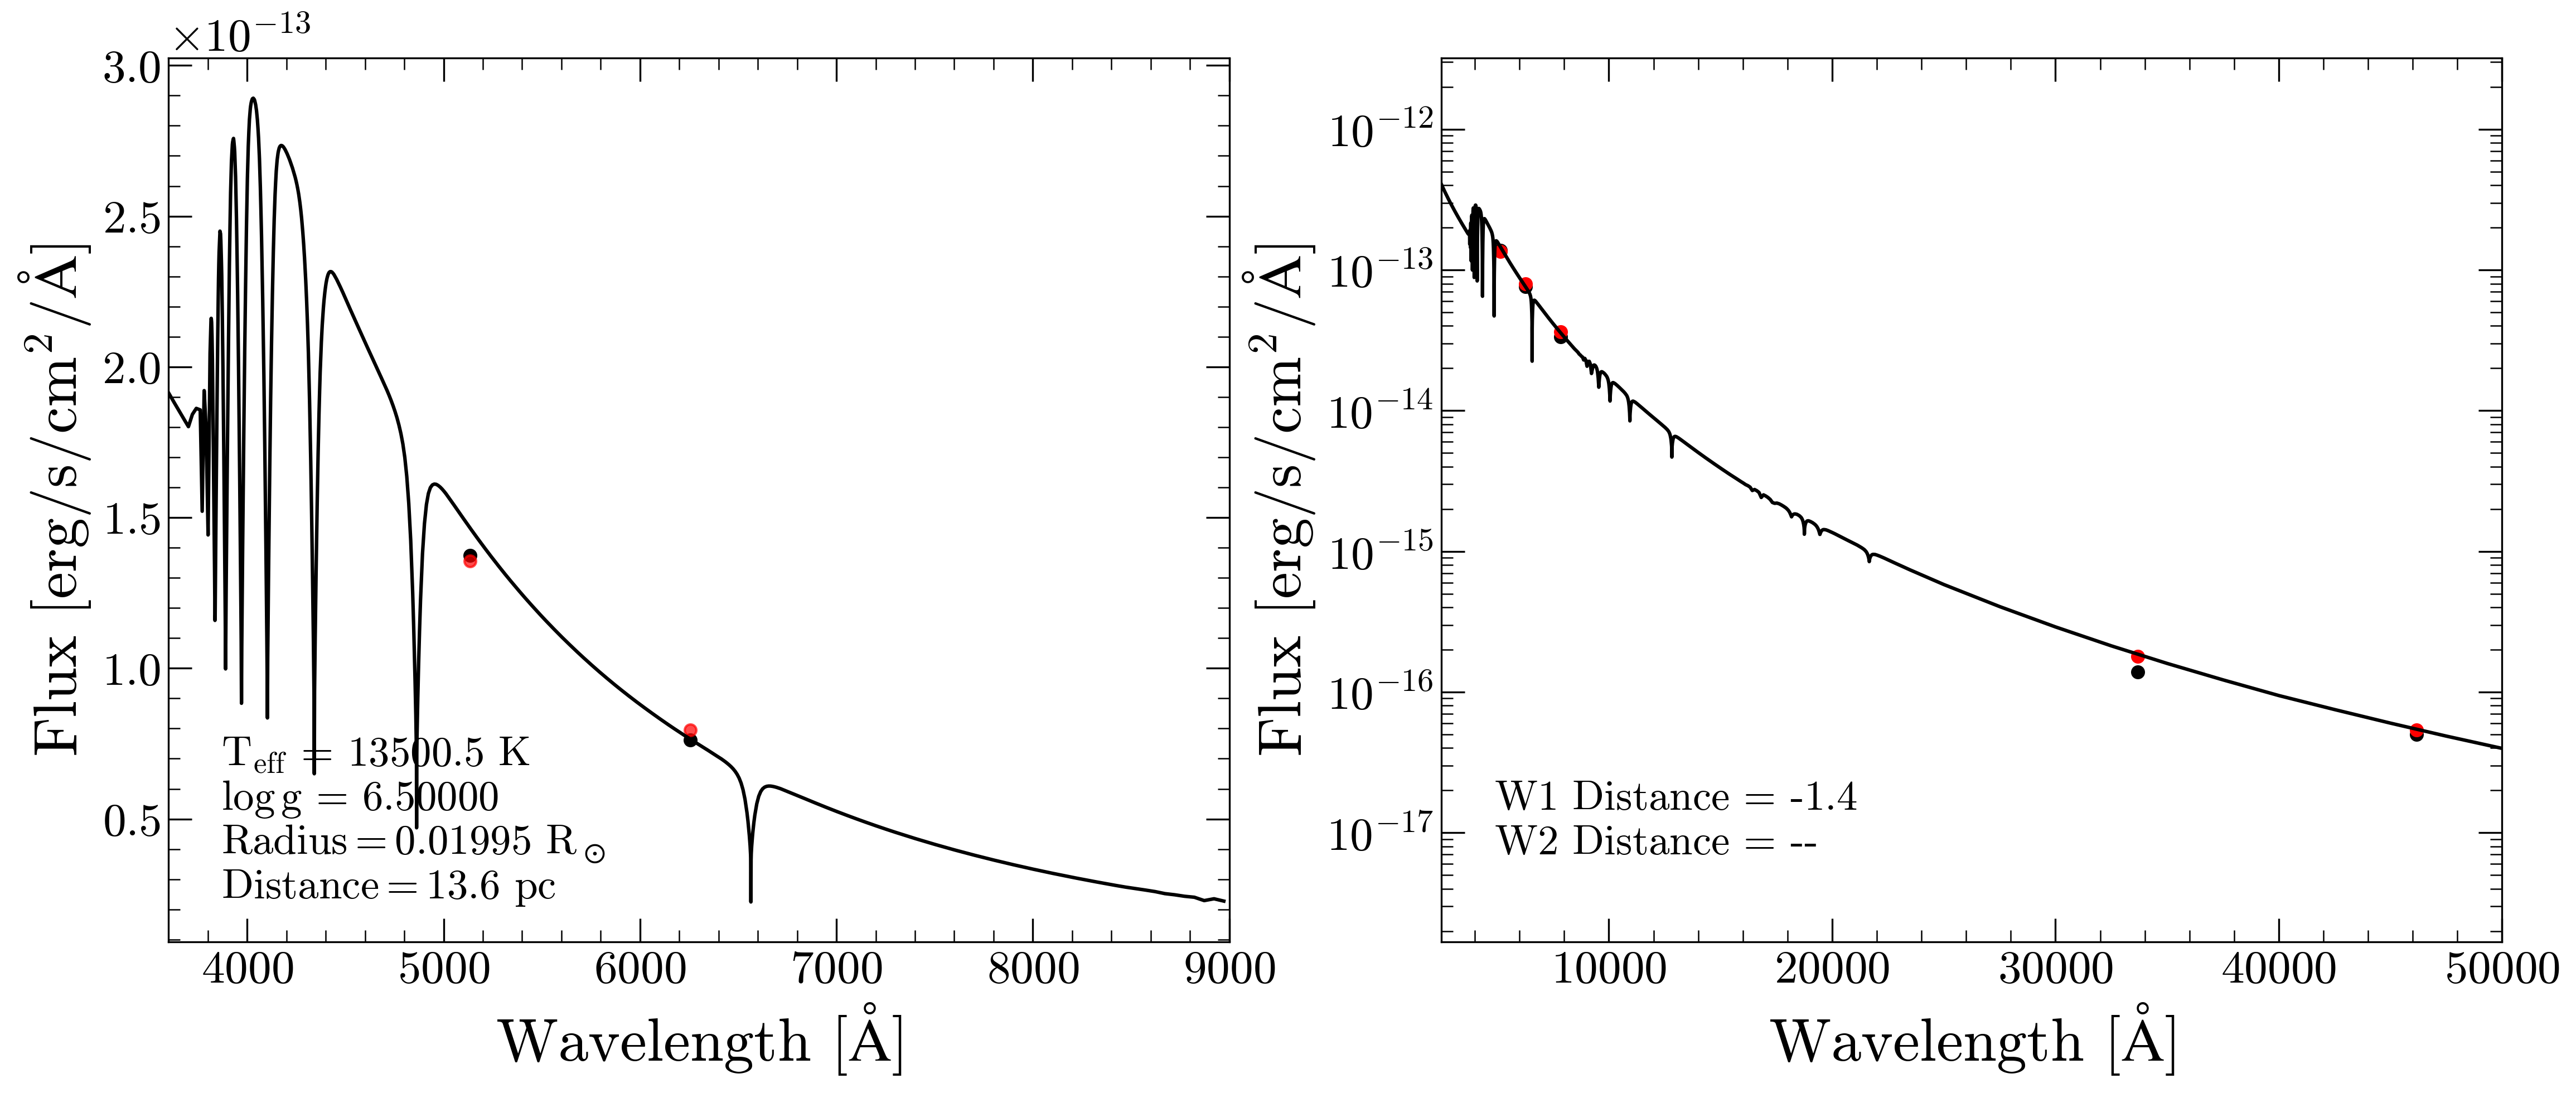 ×10⁻¹³
3.0
2.5
2.0
1.5
1.0
0.5
Flux [erg/s/cm²/Å]
T_eff = 13500.5 K
log g = 6.50000
Radius = 0.01995 R_⊙
Distance = 13.6 pc
4000 5000 6000 7000 8000 9000
Wavelength [Å]
10⁻¹²
10⁻¹³
10⁻¹⁴
10⁻¹⁵
10⁻¹⁶
10⁻¹⁷
Flux [erg/s/cm²/Å]
W1 Distance = -1.4
W2 Distance = --
10000 20000 30000 40000 50000
Wavelength [Å]